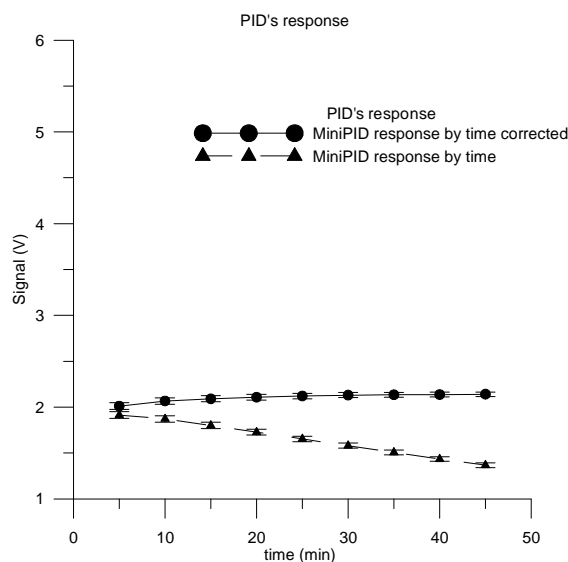 PID's response
6
5
4
3
2
1
Signal (V)
PID's response
MiniPID response by time corrected
MiniPID response by time
0
10
20
30
40
50
time (min)